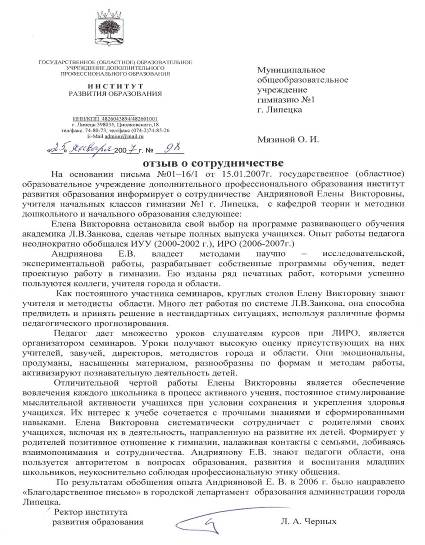 ГОСУДАРСТВЕННОЕ (ОБЛАСТНОЕ) ОБРАЗОВАТЕЛЬНОЕ
УЧРЕЖДЕНИЕ ДОПОЛНИТЕЛЬНОГО
ПРОФЕССИОНАЛЬНОГО ОБРАЗОВАНИЯ
ИНСТИТУТ
РАЗВИТИЯ ОБРАЗОВАНИЯ
ИНН/КПП 4826043894/482601001
г. Липецк 398035, Циолковского,18
тел/факс. 74-80-73, тел/факс (074-2)74-85-26
E-Mail
25 января 2007 г. № 98
Муниципальное
общеобразовательное
учреждение
гимназию №1
г. Липецка
Мязиной О. И.
отзыв о сотрудничестве
На основании письма №01–16/1 от 15.01.2007г. государственное (областное)
образовательное учреждение дополнительного профессионального образования институт
развития образования информирует о сотрудничестве Андрияновой Елены Викторовны,
учителя начальных классов гимназии №1 г. Липецка, с кафедрой теории и методики
дошкольного и начального образования следующее:
Елена Викторовна остановила свой выбор на программе развивающего обучения
академика Л.В.Занкова, сделав четыре полных выпуска учащихся. Опыт работы педагога
неоднократно обобщался ИУУ (2000-2002 г.), ИРО (2006-2007г.)
Андриянова Е.В. владеет методами научно – исследовательской,
экспериментальной работы, разрабатывает собственные программы обучения, ведет
проектную работу в гимназии. Ею изданы ряд печатных работ, которыми успешно
пользуются коллеги, учителя города и области.
Как постоянного участника семинаров, круглых столов Елену Викторовну знают
учителя и методисты области. Много лет работая по системе Л.В.Занкова, она способна
предвидеть и принять решение в нестандартных ситуациях, используя различные формы
педагогического прогнозирования.
Педагог дает множество уроков слушателям курсов при ЛИРО, является
организатором семинаров. Уроки получают высокую оценку присутствующих на них
учителей, завучей, директоров, методистов города и области. Они эмоциональны,
продуманы, насыщены материалом, разнообразны по формам и методам работы,
активизируют познавательную деятельность детей.
Отличительной чертой работы Елены Викторовны является обеспечение
вовлечения каждого школьника в процесс активного учения, постоянное стимулирование
мыслительной активности учащихся при условии сохранения и укрепления здоровья
учащихся. Их интерес к учебе сочетается с прочными знаниями и сформированными
навыками. Елена Викторовна систематически сотрудничает с родителями своих
учащихся, включая их в деятельность, направленную на развитие их детей. Формирует у
родителей позитивное отношение к гимназии, налаживая контакты с семьями, добиваясь
взаимопонимания и сотрудничества. Андриянову Е.В. знают педагоги области, она
пользуется авторитетом в вопросах образования, развития и воспитания младших
школьников, неукоснительно соблюдая профессиональную этику общения.
По результатам обобщения опыта Андрияновой Е. В. в 2006 г. было направлено
«Благодарственное письмо» в городской департамент образования администрации города
Липецка.
Ректор института
развития образования
Л. А. Черных